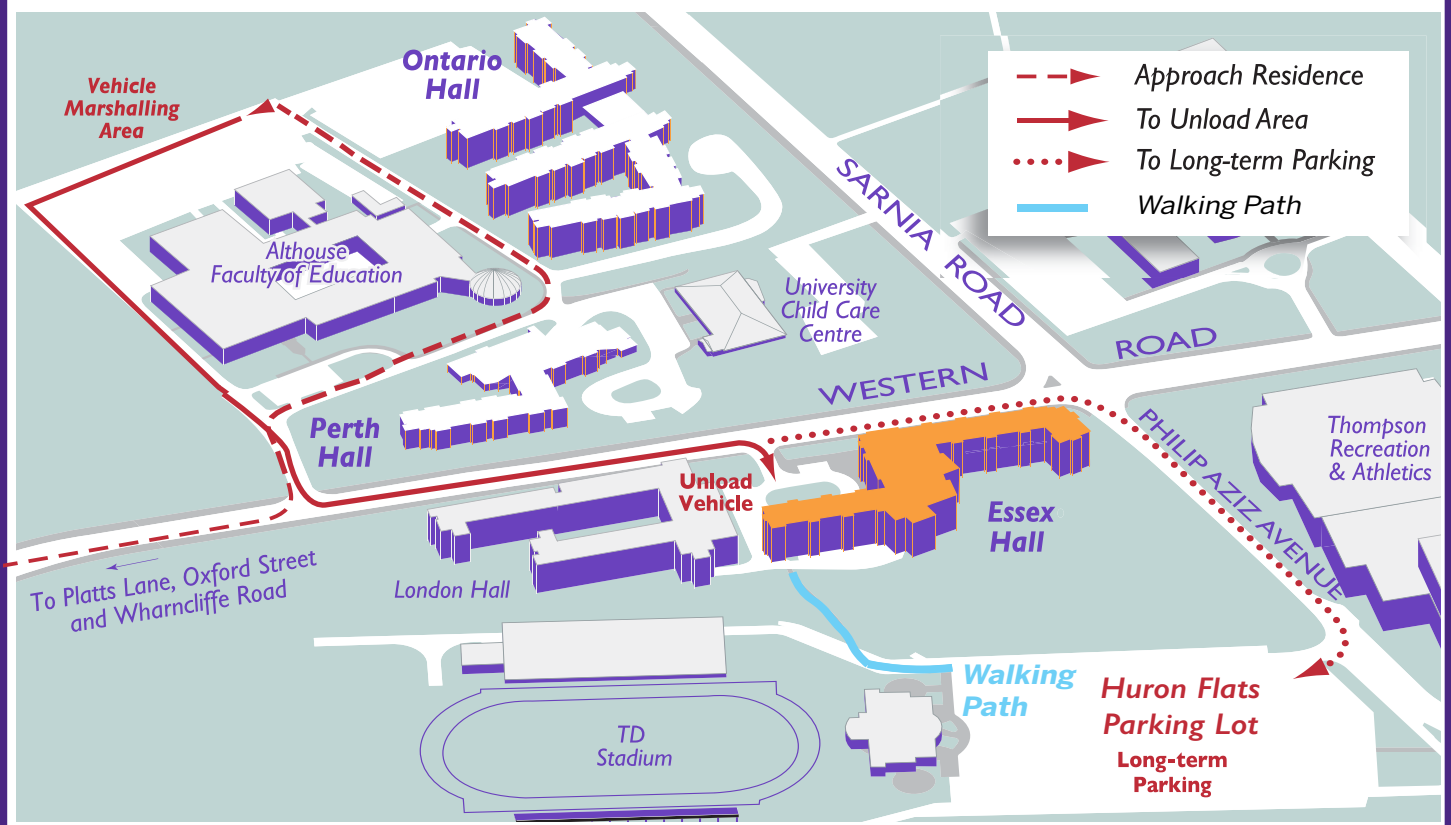 Ontario
Hall
Vehicle
Marshalling
Area
Approach Residence
To Unload Area
To Long-term Parking
Walking Path
SARNIA ROAD
Althouse
Faculty of Education
University
Child Care
Centre
WESTERN ROAD
Perth
Hall
PHILIP AZIZ AVENUE
Thompson
Recreation
& Athletics
Unload
Vehicle
Essex
Hall
To Platts Lane, Oxford Street
and Wharncliffe Road
London Hall
Walking
Path
Huron Flats
Parking Lot
Long-term
Parking
TD
Stadium